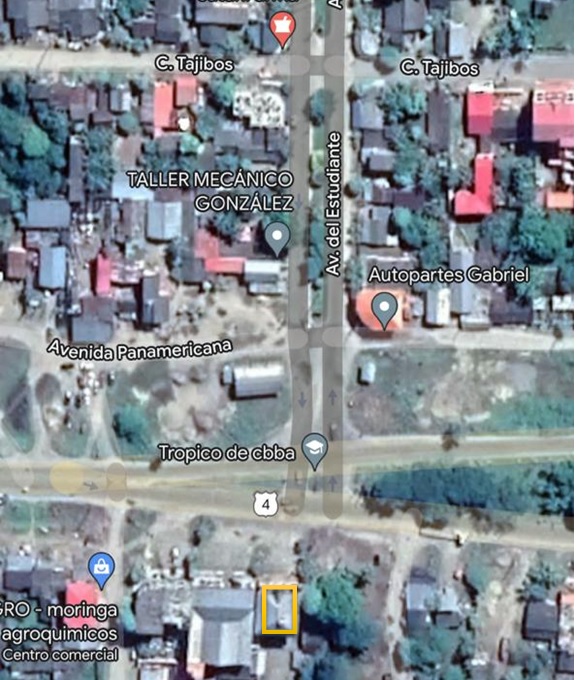 C. Tajibos
C. Tajibos
TALLER MECÁNICO
GONZÁLEZ
Av. del Estudiante
Autopartes Gabriel
Avenida Panamericana
Tropico de cbba
4
GRO - moringa
agroquimicos
Centro comercial